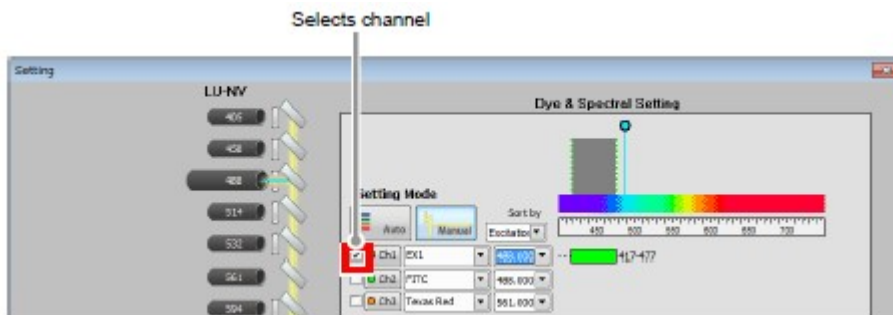 Selects channel
Setting
LU-NV
Dye & Spectral Setting
405
458
488
514
532
561
594
Setting Mode
Auto
Manual
Sort by
Excitation
450 500 550 600 650 700
Ch1 EX1 488.000 417-477
Ch2 FITC 488.000
Ch3 Texas Red 561.000